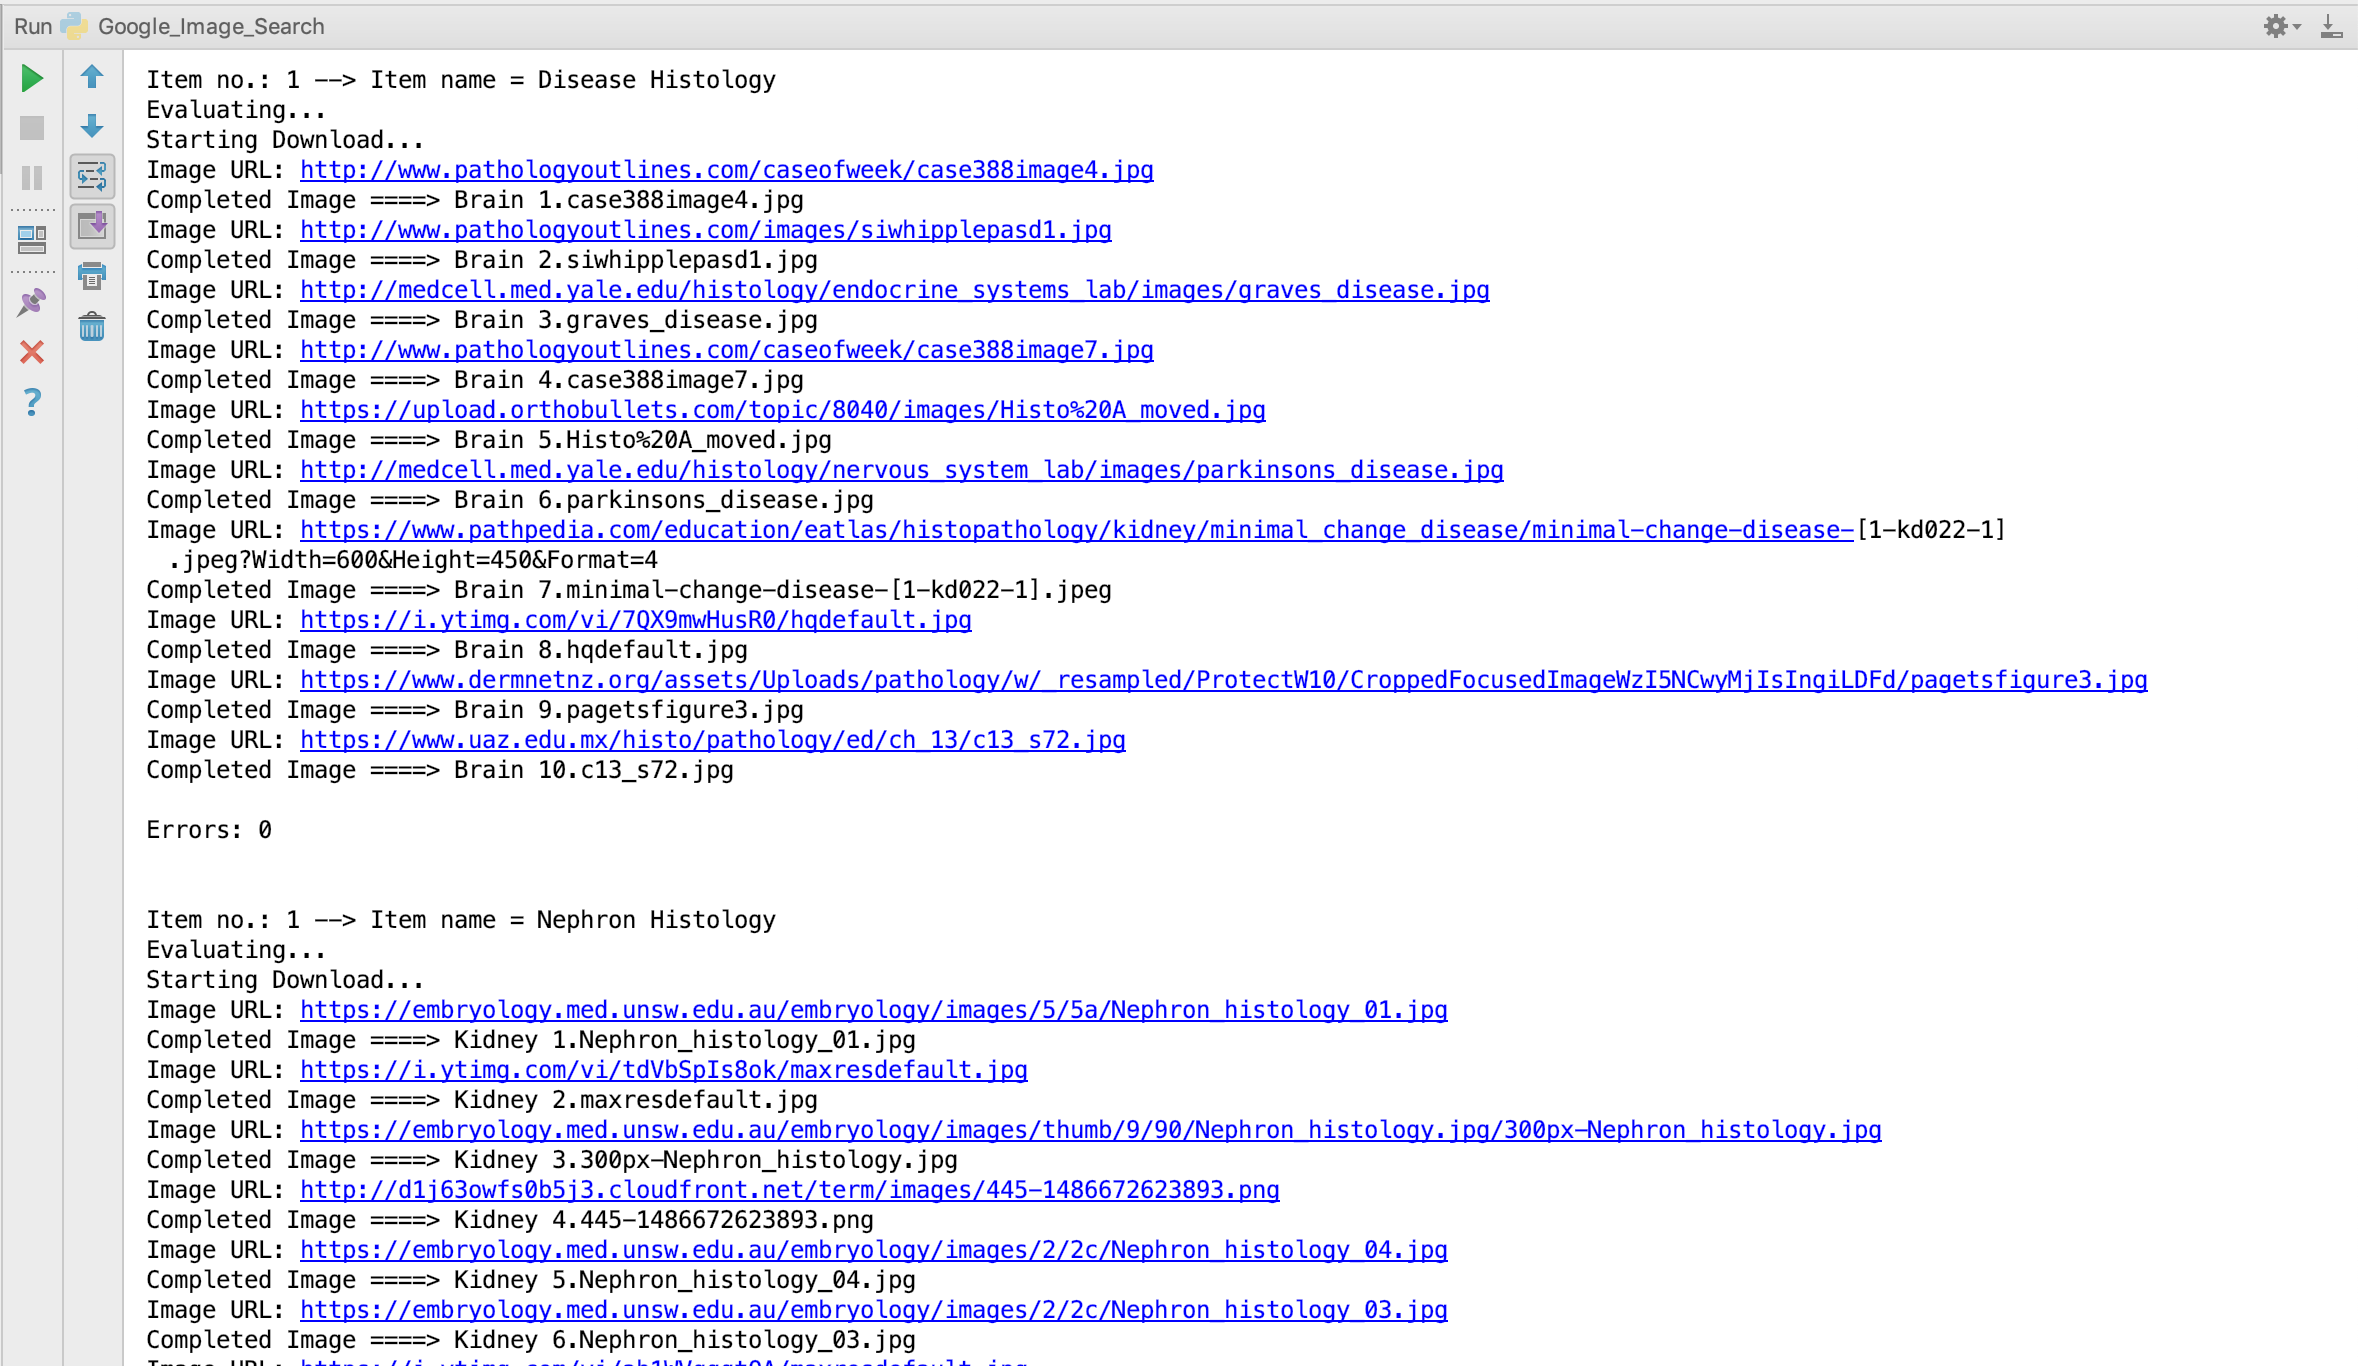 Run Google_Image_Search
Item no.: 1 --> Item name = Disease Histology
Evaluating...
Starting Download...
Image URL: http://www.pathologyoutlines.com/caseofweek/case388image4.jpg
Completed Image ====> Brain 1.case388image4.jpg
Image URL: http://www.pathologyoutlines.com/images/siwhipplepasd1.jpg
Completed Image ====> Brain 2.siwhipplepasd1.jpg
Image URL: http://medcell.med.yale.edu/histology/endocrine_systems_lab/images/graves_disease.jpg
Completed Image ====> Brain 3.graves_disease.jpg
Image URL: http://www.pathologyoutlines.com/caseofweek/case388image7.jpg
Completed Image ====> Brain 4.case388image7.jpg
Image URL: https://upload.orthobullets.com/topic/8040/images/Histo%20A_moved.jpg
Completed Image ====> Brain 5.Histo%20A_moved.jpg
Image URL: http://medcell.med.yale.edu/histology/nervous_system_lab/images/parkinsons_disease.jpg
Completed Image ====> Brain 6.parkinsons_disease.jpg
Image URL: https://www.pathpedia.com/education/eatlas/histopathology/kidney/minimal_change_disease/minimal-change-disease-[1-kd022-1]
.jpeg?Width=600&Height=450&Format=4
Completed Image ====> Brain 7.minimal-change-disease-[1-kd022-1].jpeg
Image URL: https://i.ytimg.com/vi/7QX9mwHusR0/hqdefault.jpg
Completed Image ====> Brain 8.hqdefault.jpg
Image URL: https://www.dermnetnz.org/assets/Uploads/pathology/w/_resampled/ProtectW10/CroppedFocusedImageWzI5NCwyMjIsIngiLDFd/pagetsfigure3.jpg
Completed Image ====> Brain 9.pagetsfigure3.jpg
Image URL: https://www.uaz.edu.mx/histo/pathology/ed/ch_13/c13_s72.jpg
Completed Image ====> Brain 10.c13_s72.jpg
Errors: 0
Item no.: 1 --> Item name = Nephron Histology
Evaluating...
Starting Download...
Image URL: https://embryology.med.unsw.edu.au/embryology/images/5/5a/Nephron_histology_01.jpg
Completed Image ====> Kidney 1.Nephron_histology_01.jpg
Image URL: https://i.ytimg.com/vi/tdVbSpIs8ok/maxresdefault.jpg
Completed Image ====> Kidney 2.maxresdefault.jpg
Image URL: https://embryology.med.unsw.edu.au/embryology/images/thumb/9/90/Nephron_histology.jpg/300px-Nephron_histology.jpg
Completed Image ====> Kidney 3.300px-Nephron_histology.jpg
Image URL: http://d1j63owfs0b5j3.cloudfront.net/term/images/445-1486672623893.png
Completed Image ====> Kidney 4.445-1486672623893.png
Image URL: https://embryology.med.unsw.edu.au/embryology/images/2/2c/Nephron_histology_04.jpg
Completed Image ====> Kidney 5.Nephron_histology_04.jpg
Image URL: https://embryology.med.unsw.edu.au/embryology/images/2/2c/Nephron_histology_03.jpg
Completed Image ====> Kidney 6.Nephron_histology_03.jpg
Image URL: